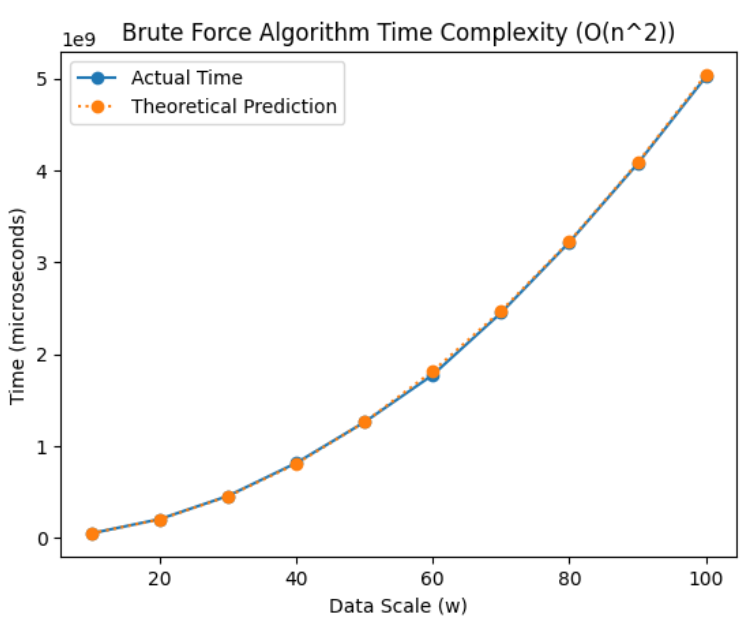 Brute Force Algorithm Time Complexity (O(n^2))
1e9
Actual Time
Theoretical Prediction
5
4
3
2
1
0
Time (microseconds)
20 40 60 80 100
Data Scale (w)